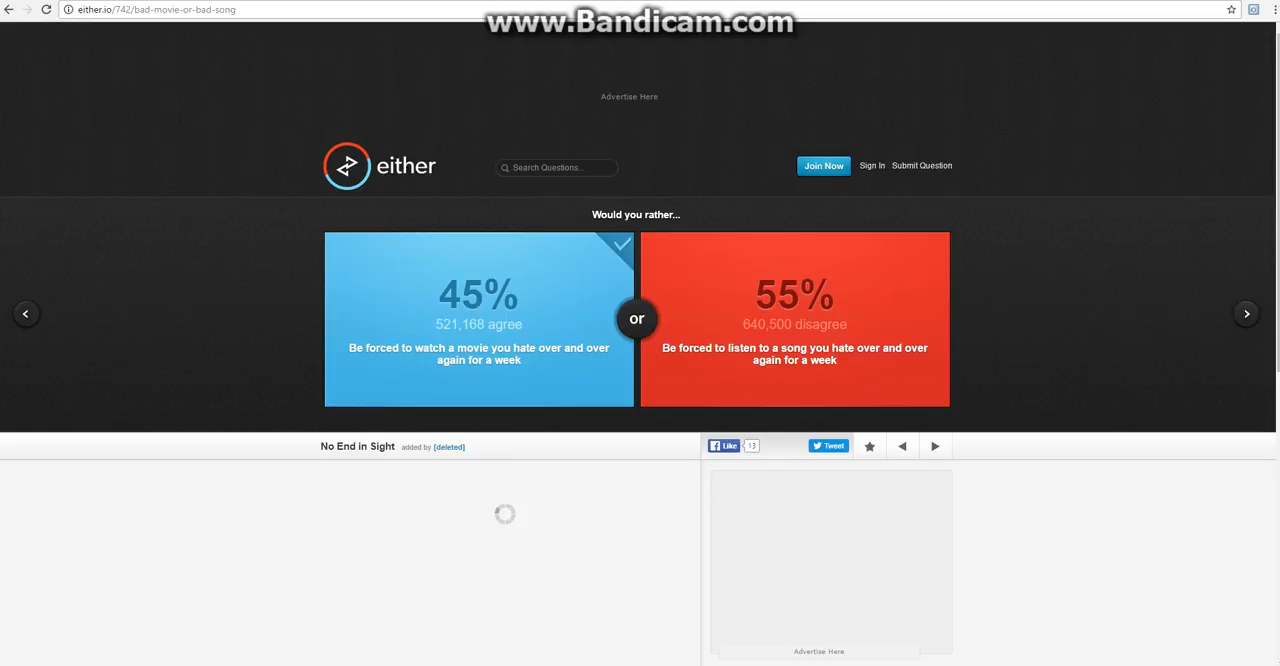 either.io/742/bad-movie-or-bad-song
www.Bandicam.com
Advertise Here
either
Search Questions...
Join Now
Sign In
Submit Question
Would you rather...
45%
521,168 agree
Be forced to watch a movie you hate over and over
again for a week
or
55%
640,500 disagree
Be forced to listen to a song you hate over and over
again for a week
No End in Sight added by [deleted]
Like 13
Tweet
Advertise Here